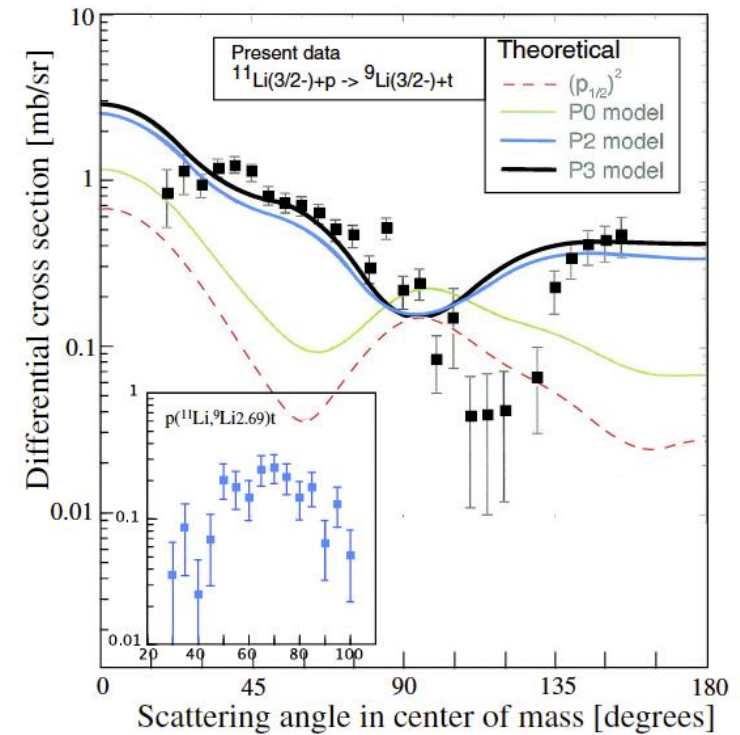 10
1
0.1
0.01
Differential cross section [mb/sr]
Present data
¹¹Li(3/2-)+p -> ⁹Li(3/2-)+t
Theoretical
(p₁/₂)²
P0 model
P2 model
P3 model
1
0.1
0.01
p(¹¹Li,⁹Li2.69)t
20 40 60 80 100
0 45 90 135 180
Scattering angle in center of mass [degrees]